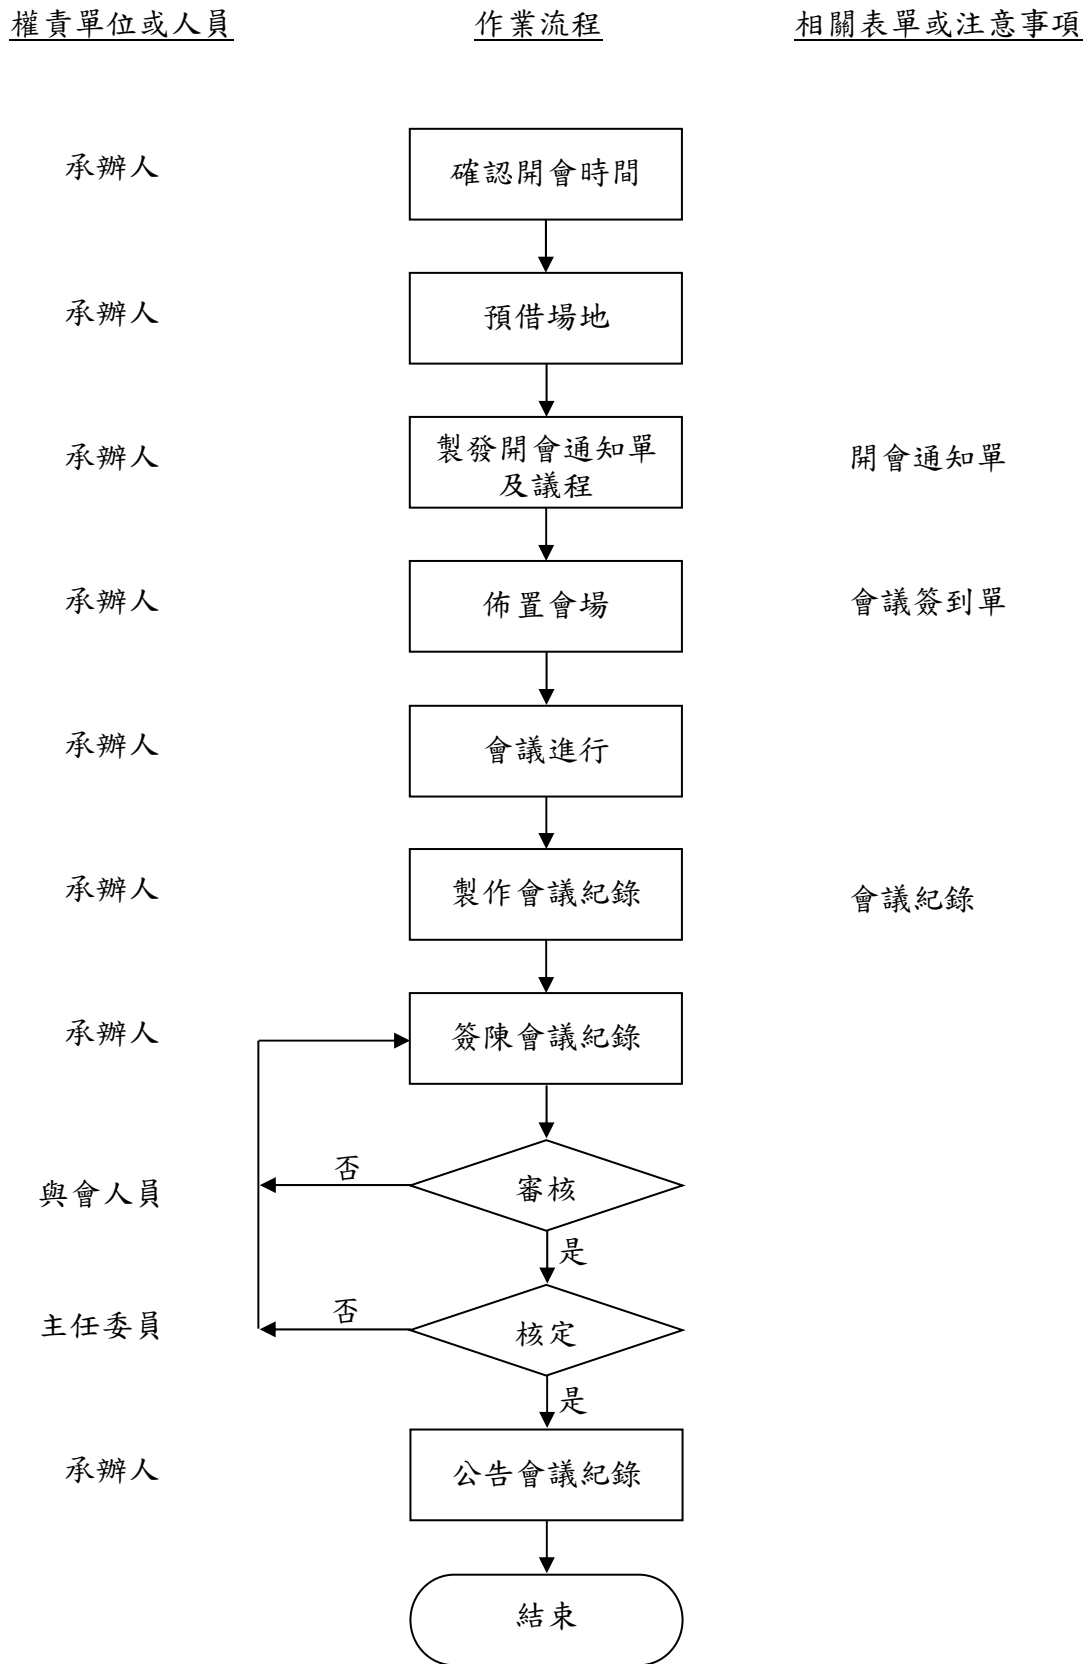 權責單位或人員 作業流程 相關表單或注意事項
承辦人 確認開會時間
承辦人 預借場地
承辦人 製發開會通知單 開會通知單
及議程
承辦人 佈置會場 會議簽到單
承辦人 會議進行
承辦人 製作會議紀錄 會議紀錄
承辦人 簽陳會議紀錄
與會人員 否 審核
是
主任委員 否 核定
是
承辦人 公告會議紀錄
結束